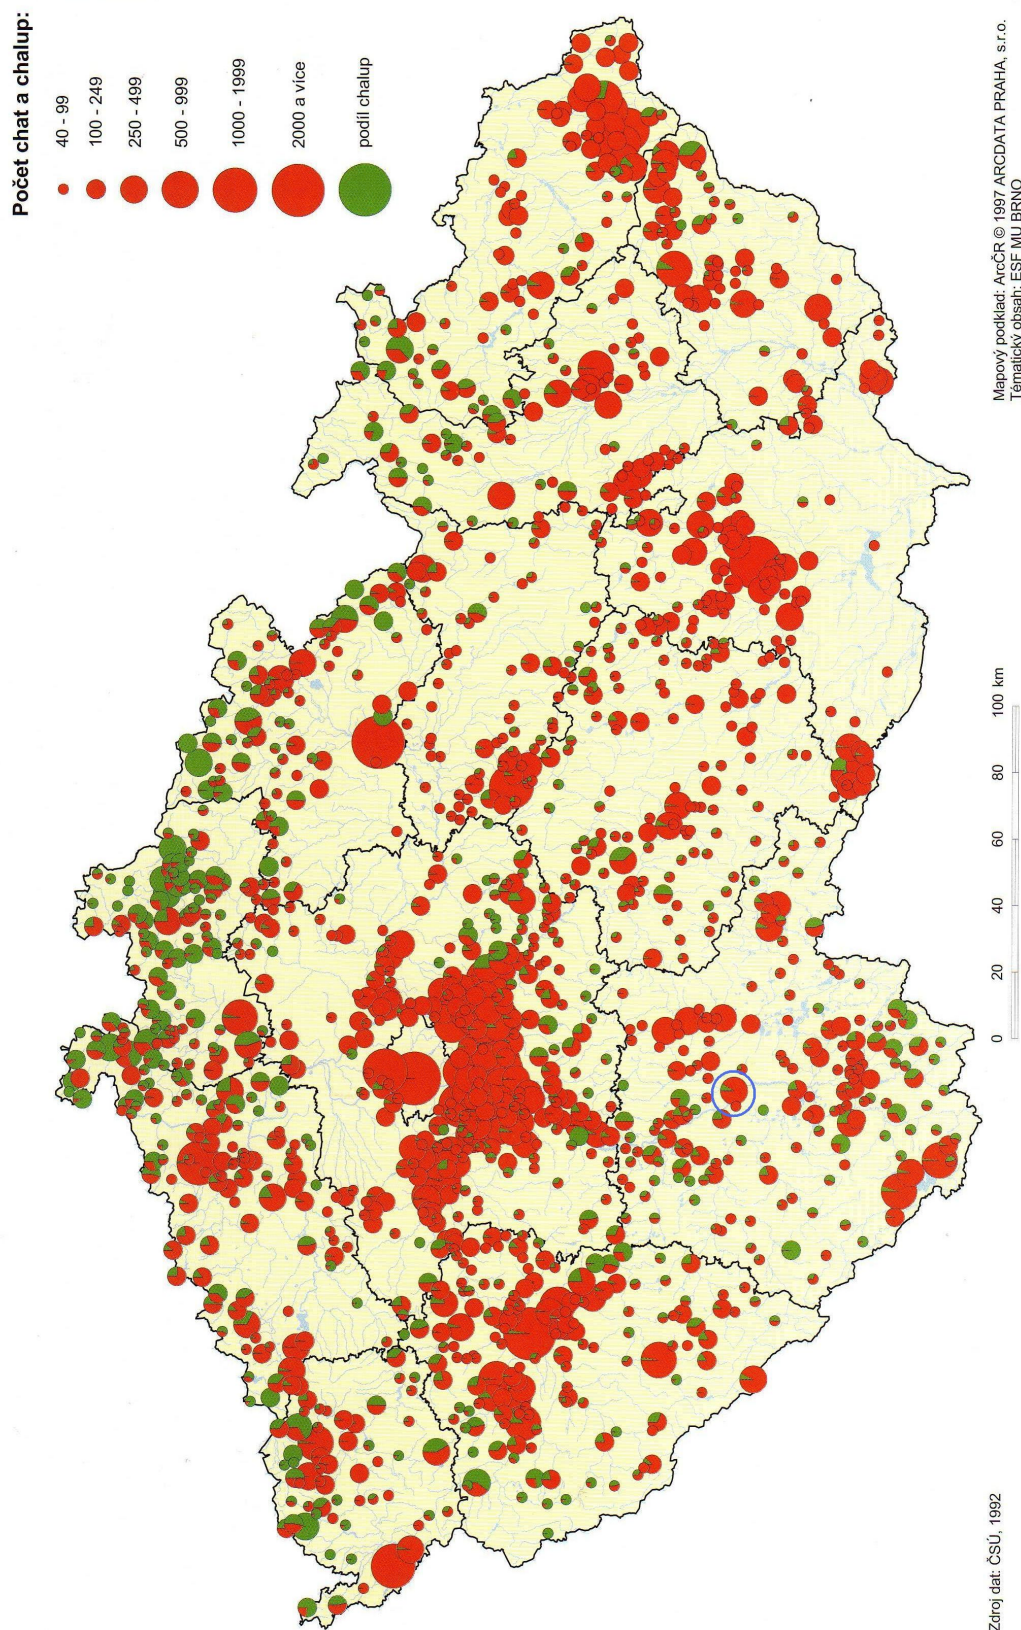 Počet chat a chalup:
40 - 99
100 - 249
250 - 499
500 - 999
1000 - 1999
2000 a více
podíl chalup
0 20 40 60 80 100 km
Zdroj dat: ČSÚ, 1992
Mapový podklad: ArcČR © 1997 ARCDATA PRAHA, s.r.o.
Tématický obsah: ESF MU BRNO